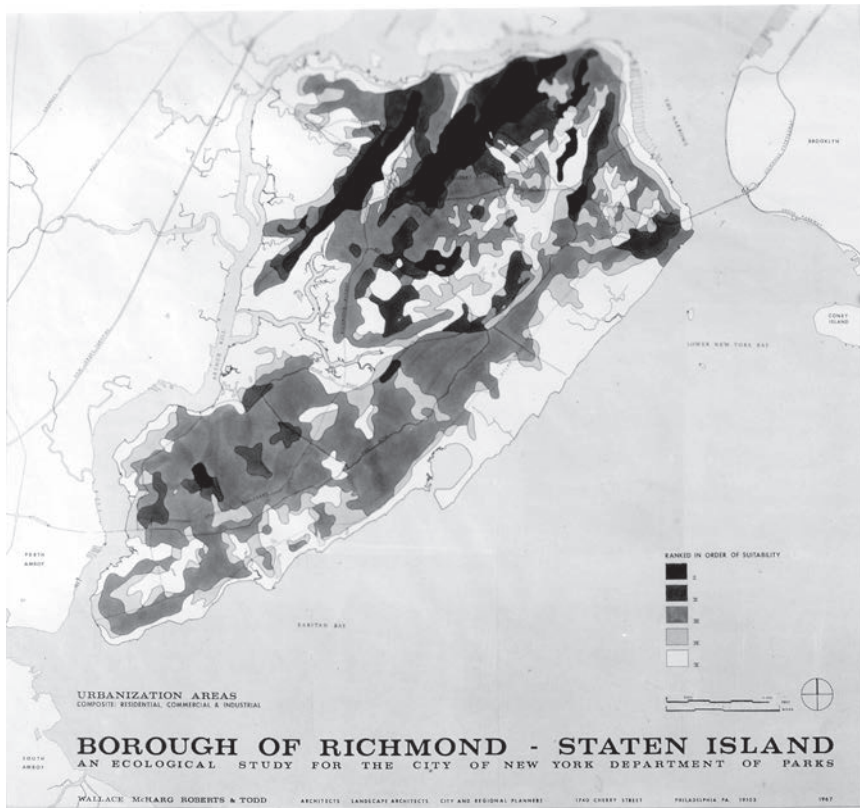 THE NARROWS
BROOKLYN
CONEY
ISLAND
LOWER NEW YORK BAY
PERTH
AMBOY
RARITAN BAY
RANKED IN ORDER OF SUITABILITY
URBANIZATION AREAS
COMPOSITE: RESIDENTIAL, COMMERCIAL & INDUSTRIAL
BOROUGH OF RICHMOND - STATEN ISLAND
AN ECOLOGICAL STUDY FOR THE CITY OF NEW YORK DEPARTMENT OF PARKS
SOUTH
AMBOY
WALLACE McHARG ROBERTS & TODD ARCHITECTS LANDSCAPE ARCHITECTS CITY AND REGIONAL PLANNERS 1740 CHERRY STREET PHILADELPHIA PA. 19103 1967